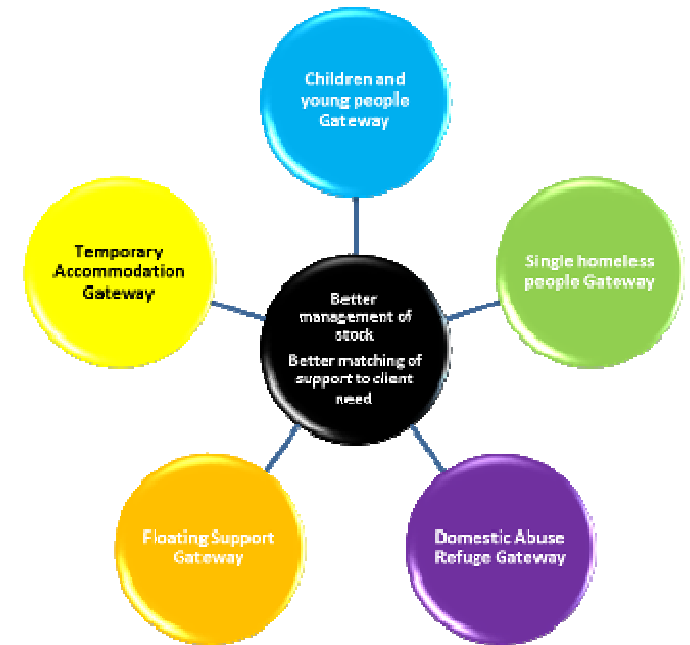 Children and
young people
Gateway
Temporary
Accommodation
Gateway
Single homeless
people Gateway
Better
management of
stock
Better matching of
support to client
need
Floating Support
Gateway
Domestic Abuse
Refuge Gateway